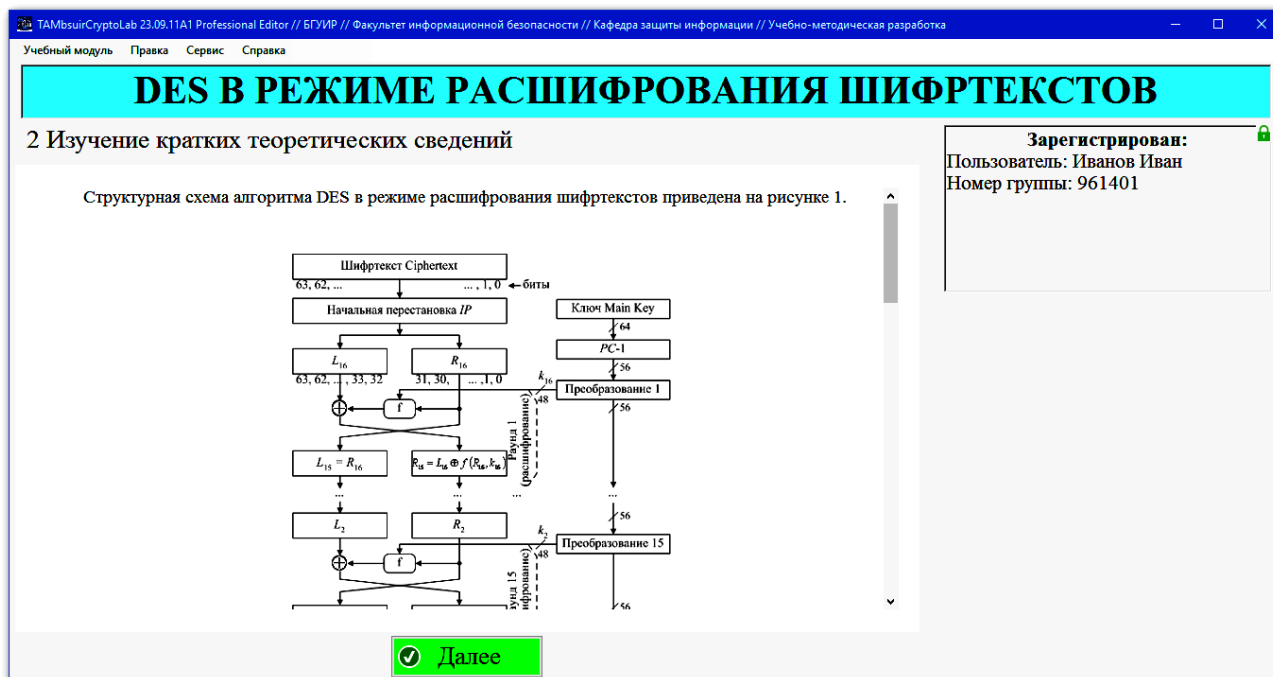 TAMbsuirCryptoLab 23.09.11A1 Professional Editor // БГУИР // Факультет информационной безопасности // Кафедра защиты информации // Учебно-методическая разработка
Учебный модуль Правка Сервис Справка
DES В РЕЖИМЕ РАСШИФРОВАНИЯ ШИФРТЕКСТОВ
2 Изучение кратких теоретических сведений
Зарегистрирован:
Пользователь: Иванов Иван
Номер группы: 961401
Структурная схема алгоритма DES в режиме расшифрования шифртекстов приведена на рисунке 1.
Шифртекст Ciphertext
63, 62, ... ... , 1, 0 биты
Начальная перестановка IP
Ключ Main Key
64
PC-1
56
L₁₆ R₁₆
63, 62, ... , 33, 32 31, 30, ... ,1, 0
k₁₆
48
Преобразование 1
56
f
Раунд 1
(расшифрование)
L₁₅ = R₁₆ R₁₅ = L₁₆ ⊕ f(R₁₆, k₁₆)
... ... ... ...
56
L₂ R₂
k₂
48
Преобразование 15
f
56
Далее